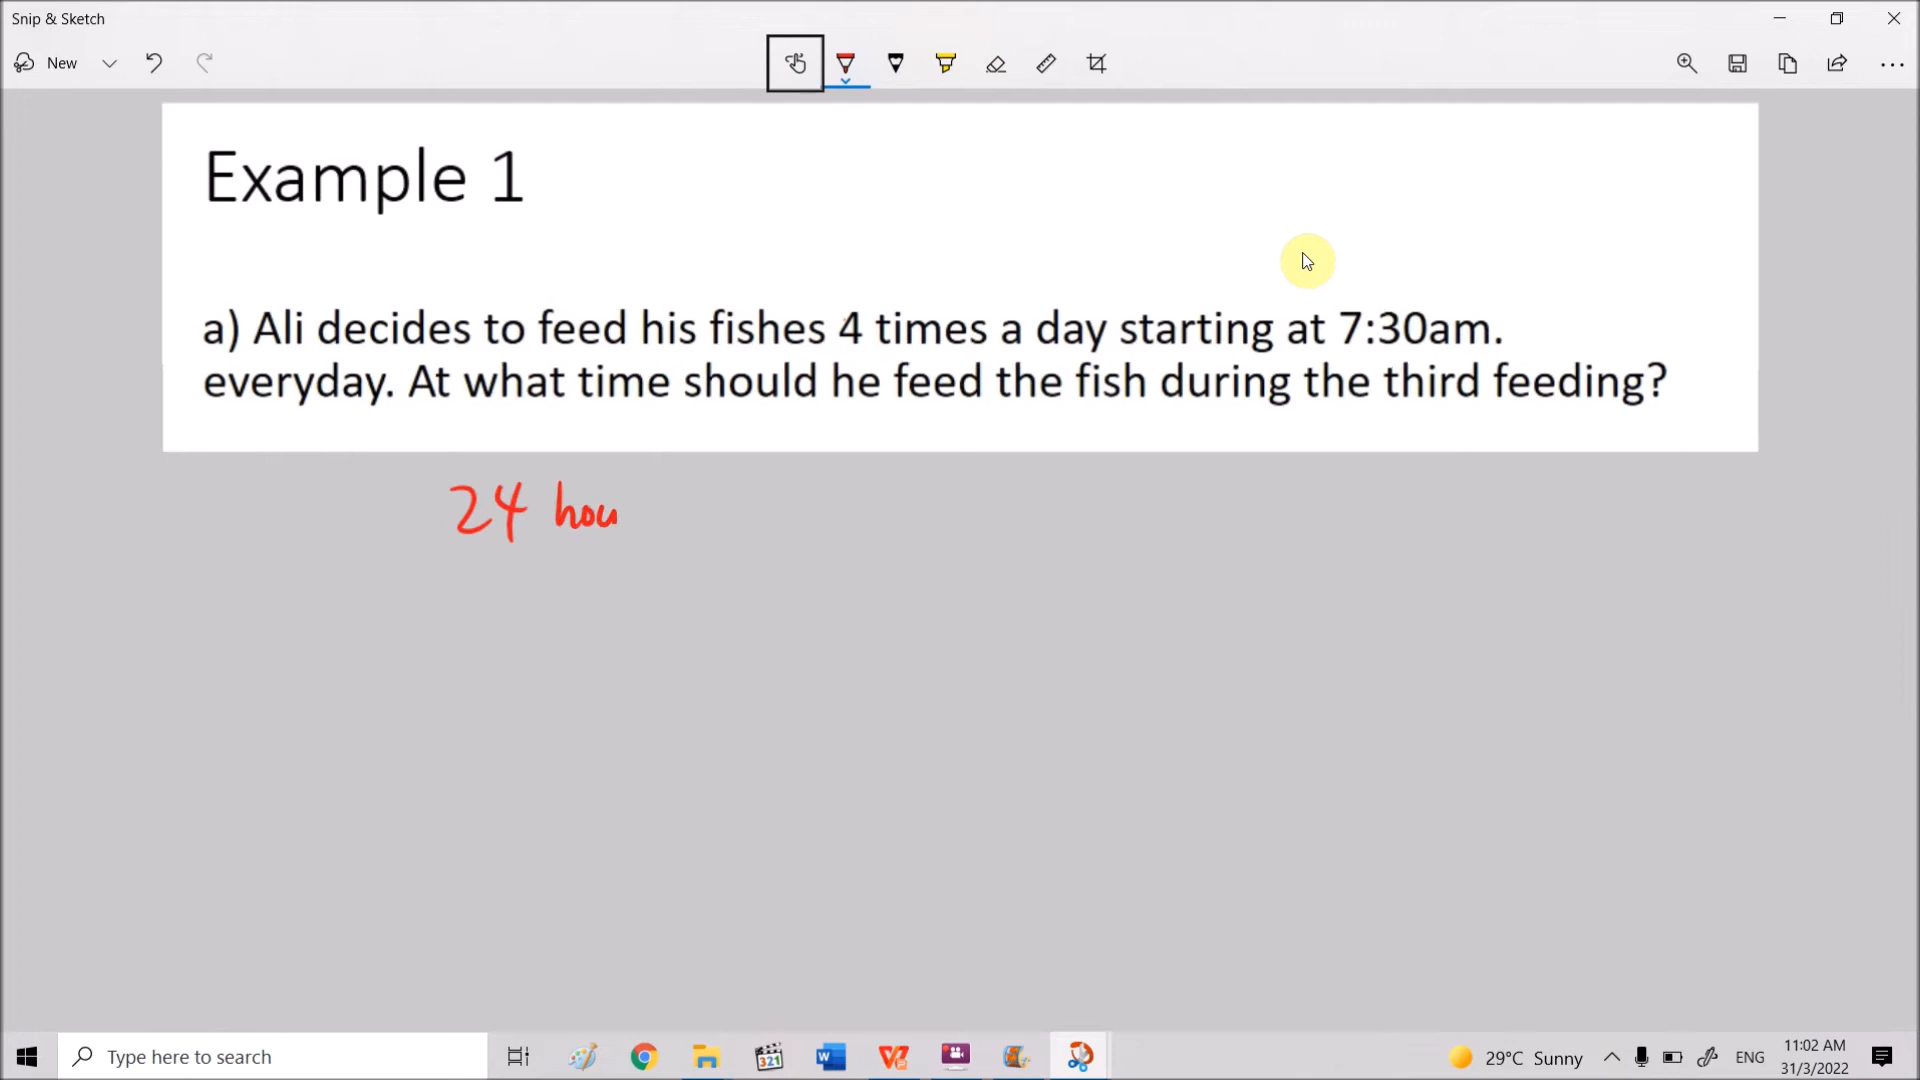 Snip & Sketch
New
Example 1
a) Ali decides to feed his fishes 4 times a day starting at 7:30am.
everyday. At what time should he feed the fish during the third feeding?
24 hou
Type here to search
321
W
29°C Sunny
ENG
11:02 AM
31/3/2022